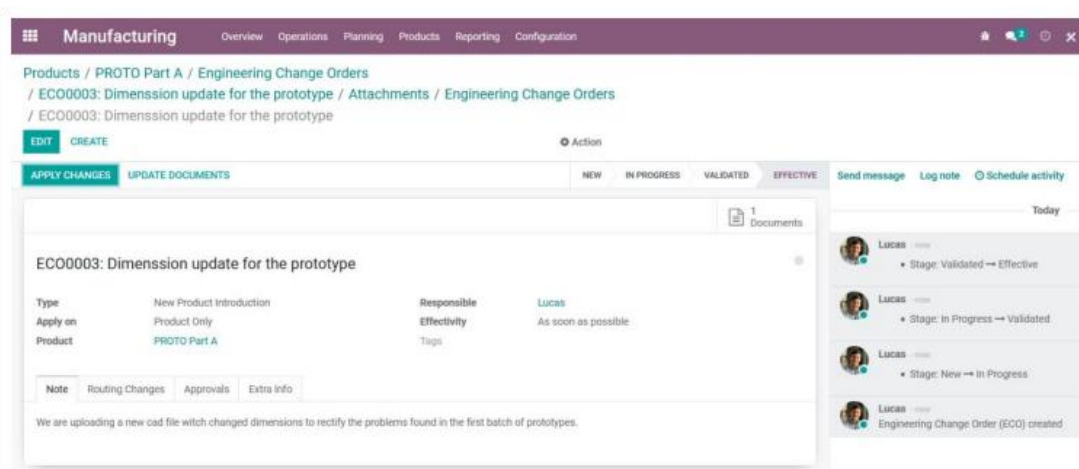 Manufacturing Overview Operations Planning Products Reporting Configuration 2
Products / PROTO Part A / Engineering Change Orders
/ ECO0003: Dimenssion update for the prototype / Attachments / Engineering Change Orders
/ ECO0003: Dimenssion update for the prototype
EDIT CREATE Action
APPLY CHANGES UPDATE DOCUMENTS NEW IN PROGRESS VALIDATED EFFECTIVE Send message Log note Schedule activity
1
Documents
Today
ECO0003: Dimenssion update for the prototype
Type New Product Introduction Responsible Lucas
Apply on Product Only Effectivity As soon as possible
Product PROTO Part A Tags
Note Routing Changes Approvals Extra Info
We are uploading a new cad file witch changed dimensions to rectify the problems found in the first batch of prototypes.
Lucas - now
• Stage: Validated → Effective
Lucas - now
• Stage: In Progress → Validated
Lucas - now
• Stage: New → In Progress
Lucas - now
Engineering Change Order (ECO) created